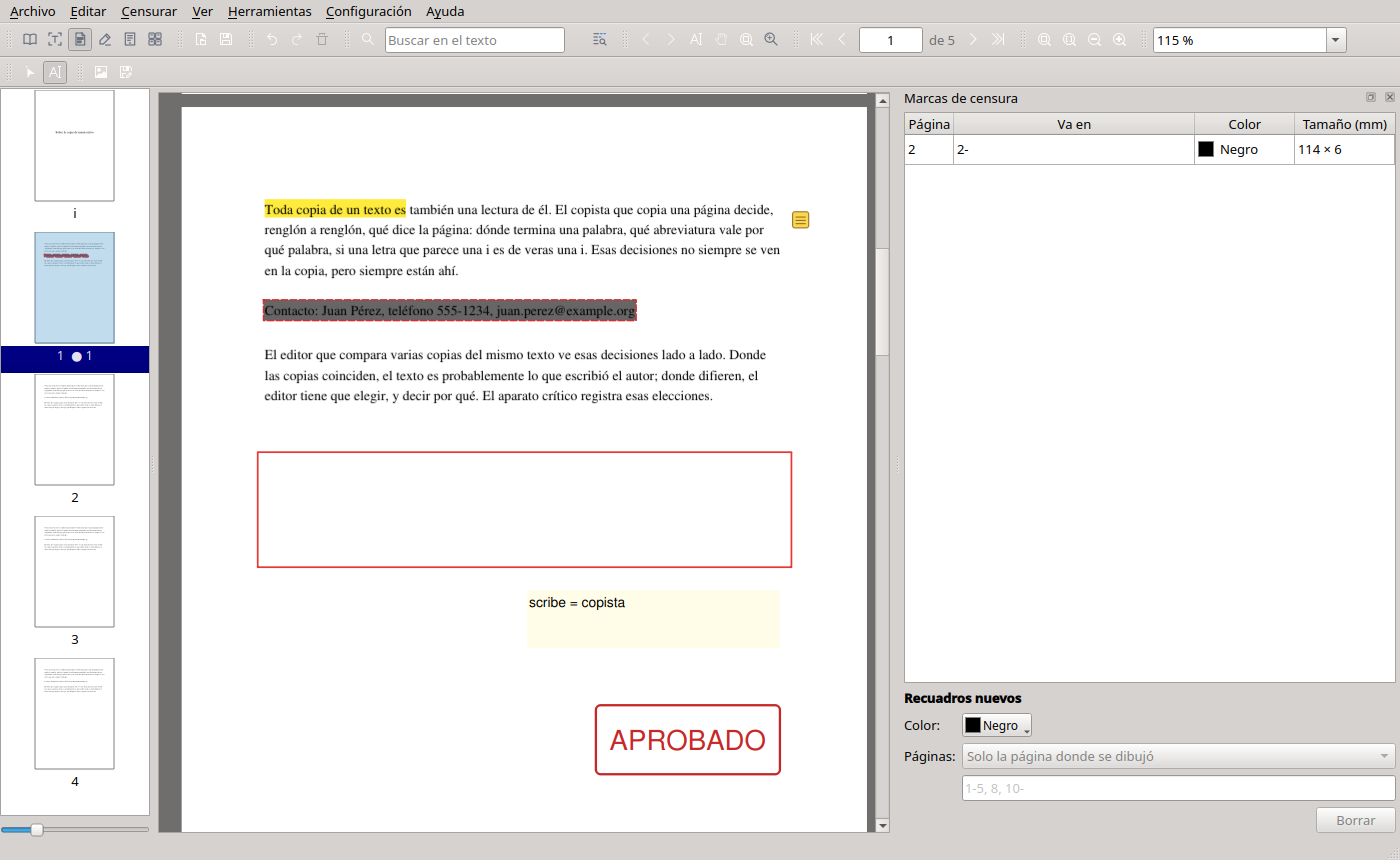 Archivo Editar Censurar Ver Herramientas Configuración Ayuda
Buscar en el texto
1 de 5
115 %
i
1 1
2
3
4
Toda copia de un texto es también una lectura de él. El copista que copia una página decide,
renglón a renglón, qué dice la página: dónde termina una palabra, qué abreviatura vale por
qué palabra, si una letra que parece una i es de veras una i. Esas decisiones no siempre se ven
en la copia, pero siempre están ahí.
Contacto: Juan Pérez, teléfono 555-1234, juan.perez@example.org
El editor que compara varias copias del mismo texto ve esas decisiones lado a lado. Donde
las copias coinciden, el texto es probablemente lo que escribió el autor; donde difieren, el
editor tiene que elegir, y decir por qué. El aparato crítico registra esas elecciones.
scribe = copista
APROBADO
Marcas de censura
Página Va en Color Tamaño (mm)
2 2- Negro 114 × 6
Recuadros nuevos
Color: Negro
Páginas: Solo la página donde se dibujó
1-5, 8, 10-
Borrar